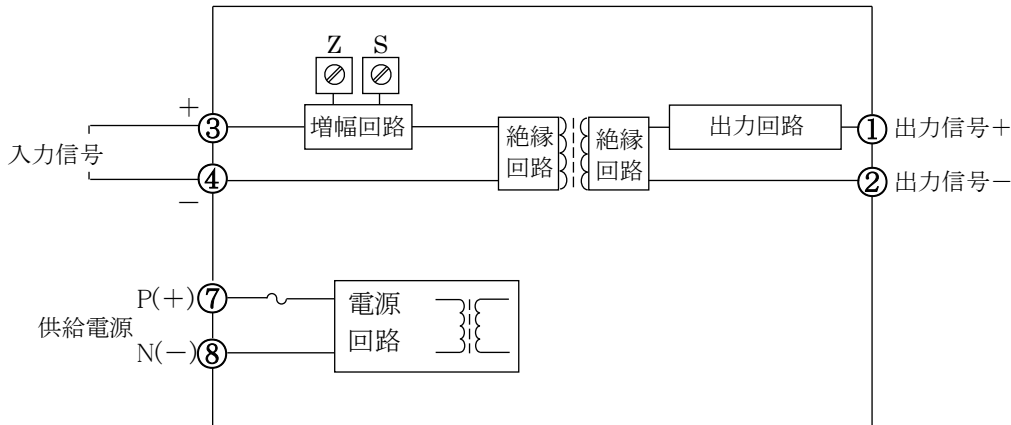 Z S
+
③ 増幅回路
入力信号
④
−
絶縁
回路
絶縁
回路
出力回路
① 出力信号+
② 出力信号−
P(+) ⑦
供給電源
N(−) ⑧
電源
回路